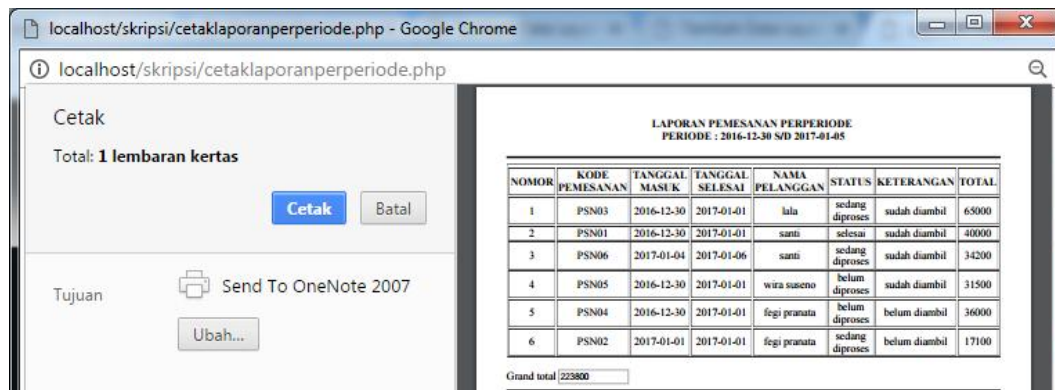 localhost/skripsi/cetaklaporanperperiode.php - Google Chrome
localhost/skripsi/cetaklaporanperperiode.php
Cetak
Total: 1 lembaran kertas
Cetak Batal
Tujuan
Send To OneNote 2007
Ubah...
LAPORAN PEMESANAN PERPERIODE
PERIODE : 2016-12-30 S/D 2017-01-05
NOMOR KODE PEMESANAN TANGGAL MASUK TANGGAL SELESAI NAMA PELANGGAN STATUS KETERANGAN TOTAL
1 PSN03 2016-12-30 2017-01-01 lala sedang diproses sudah diambil 65000
2 PSN01 2016-12-30 2017-01-01 santi selesai sudah diambil 40000
3 PSN06 2017-01-04 2017-01-06 santi sedang diproses sudah diambil 34200
4 PSN05 2016-12-30 2017-01-01 wira suseno belum diproses sudah diambil 31500
5 PSN04 2016-12-30 2017-01-01 fegi pranata belum diproses belum diambil 36000
6 PSN02 2017-01-01 2017-01-01 fegi pranata sedang diproses belum diambil 17100
Grand total 223800